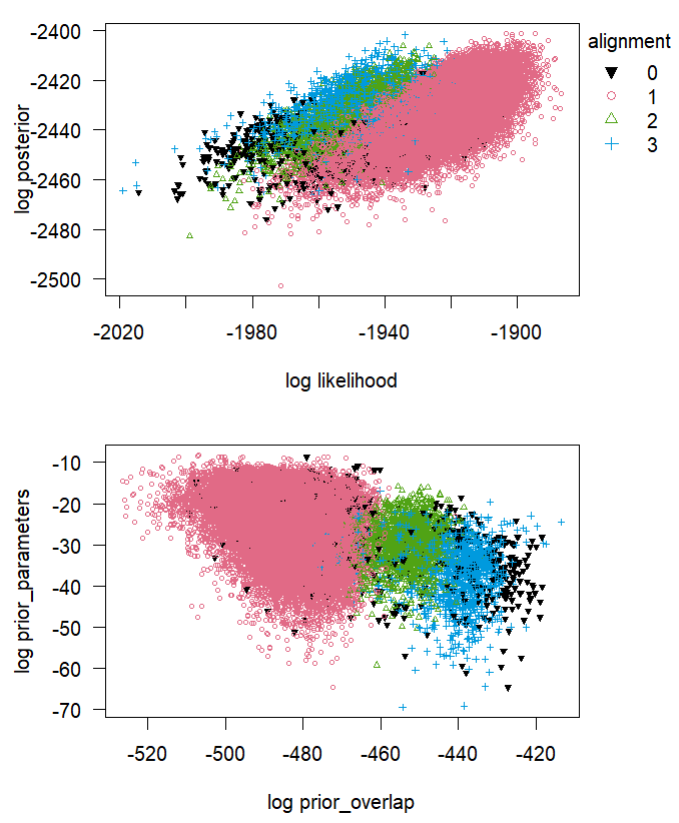 alignment
0
1
2
3
log posterior
-2400
-2420
-2440
-2460
-2480
-2500
-2020 -1980 -1940 -1900
log likelihood
log prior_parameters
-10
-20
-30
-40
-50
-60
-70
-520 -500 -480 -460 -440 -420
log prior_overlap